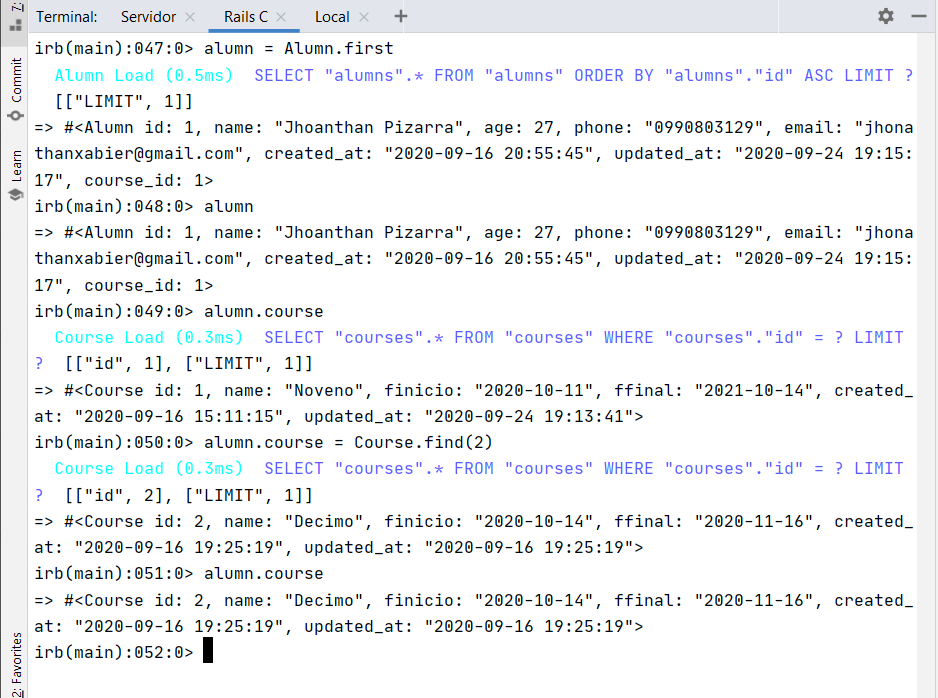 Terminal: Servidor × Rails C × Local × +
7:
Commit
Learn
2: Favorites
irb(main):047:0> alumn = Alumn.first
  Alumn Load (0.5ms)  SELECT "alumns".* FROM "alumns" ORDER BY "alumns"."id" ASC LIMIT ?
  [["LIMIT", 1]]
=> #<Alumn id: 1, name: "Jhoanthan Pizarra", age: 27, phone: "0990803129", email: "jhona
thanxabier@gmail.com", created_at: "2020-09-16 20:55:45", updated_at: "2020-09-24 19:15:
17", course_id: 1>
irb(main):048:0> alumn
=> #<Alumn id: 1, name: "Jhoanthan Pizarra", age: 27, phone: "0990803129", email: "jhona
thanxabier@gmail.com", created_at: "2020-09-16 20:55:45", updated_at: "2020-09-24 19:15:
17", course_id: 1>
irb(main):049:0> alumn.course
  Course Load (0.3ms)  SELECT "courses".* FROM "courses" WHERE "courses"."id" = ? LIMIT
?  [["id", 1], ["LIMIT", 1]]
=> #<Course id: 1, name: "Noveno", finicio: "2020-10-11", ffinal: "2021-10-14", created_
at: "2020-09-16 15:11:15", updated_at: "2020-09-24 19:13:41">
irb(main):050:0> alumn.course = Course.find(2)
  Course Load (0.3ms)  SELECT "courses".* FROM "courses" WHERE "courses"."id" = ? LIMIT
?  [["id", 2], ["LIMIT", 1]]
=> #<Course id: 2, name: "Decimo", finicio: "2020-10-14", ffinal: "2020-11-16", created_
at: "2020-09-16 19:25:19", updated_at: "2020-09-16 19:25:19">
irb(main):051:0> alumn.course
=> #<Course id: 2, name: "Decimo", finicio: "2020-10-14", ffinal: "2020-11-16", created_
at: "2020-09-16 19:25:19", updated_at: "2020-09-16 19:25:19">
irb(main):052:0>